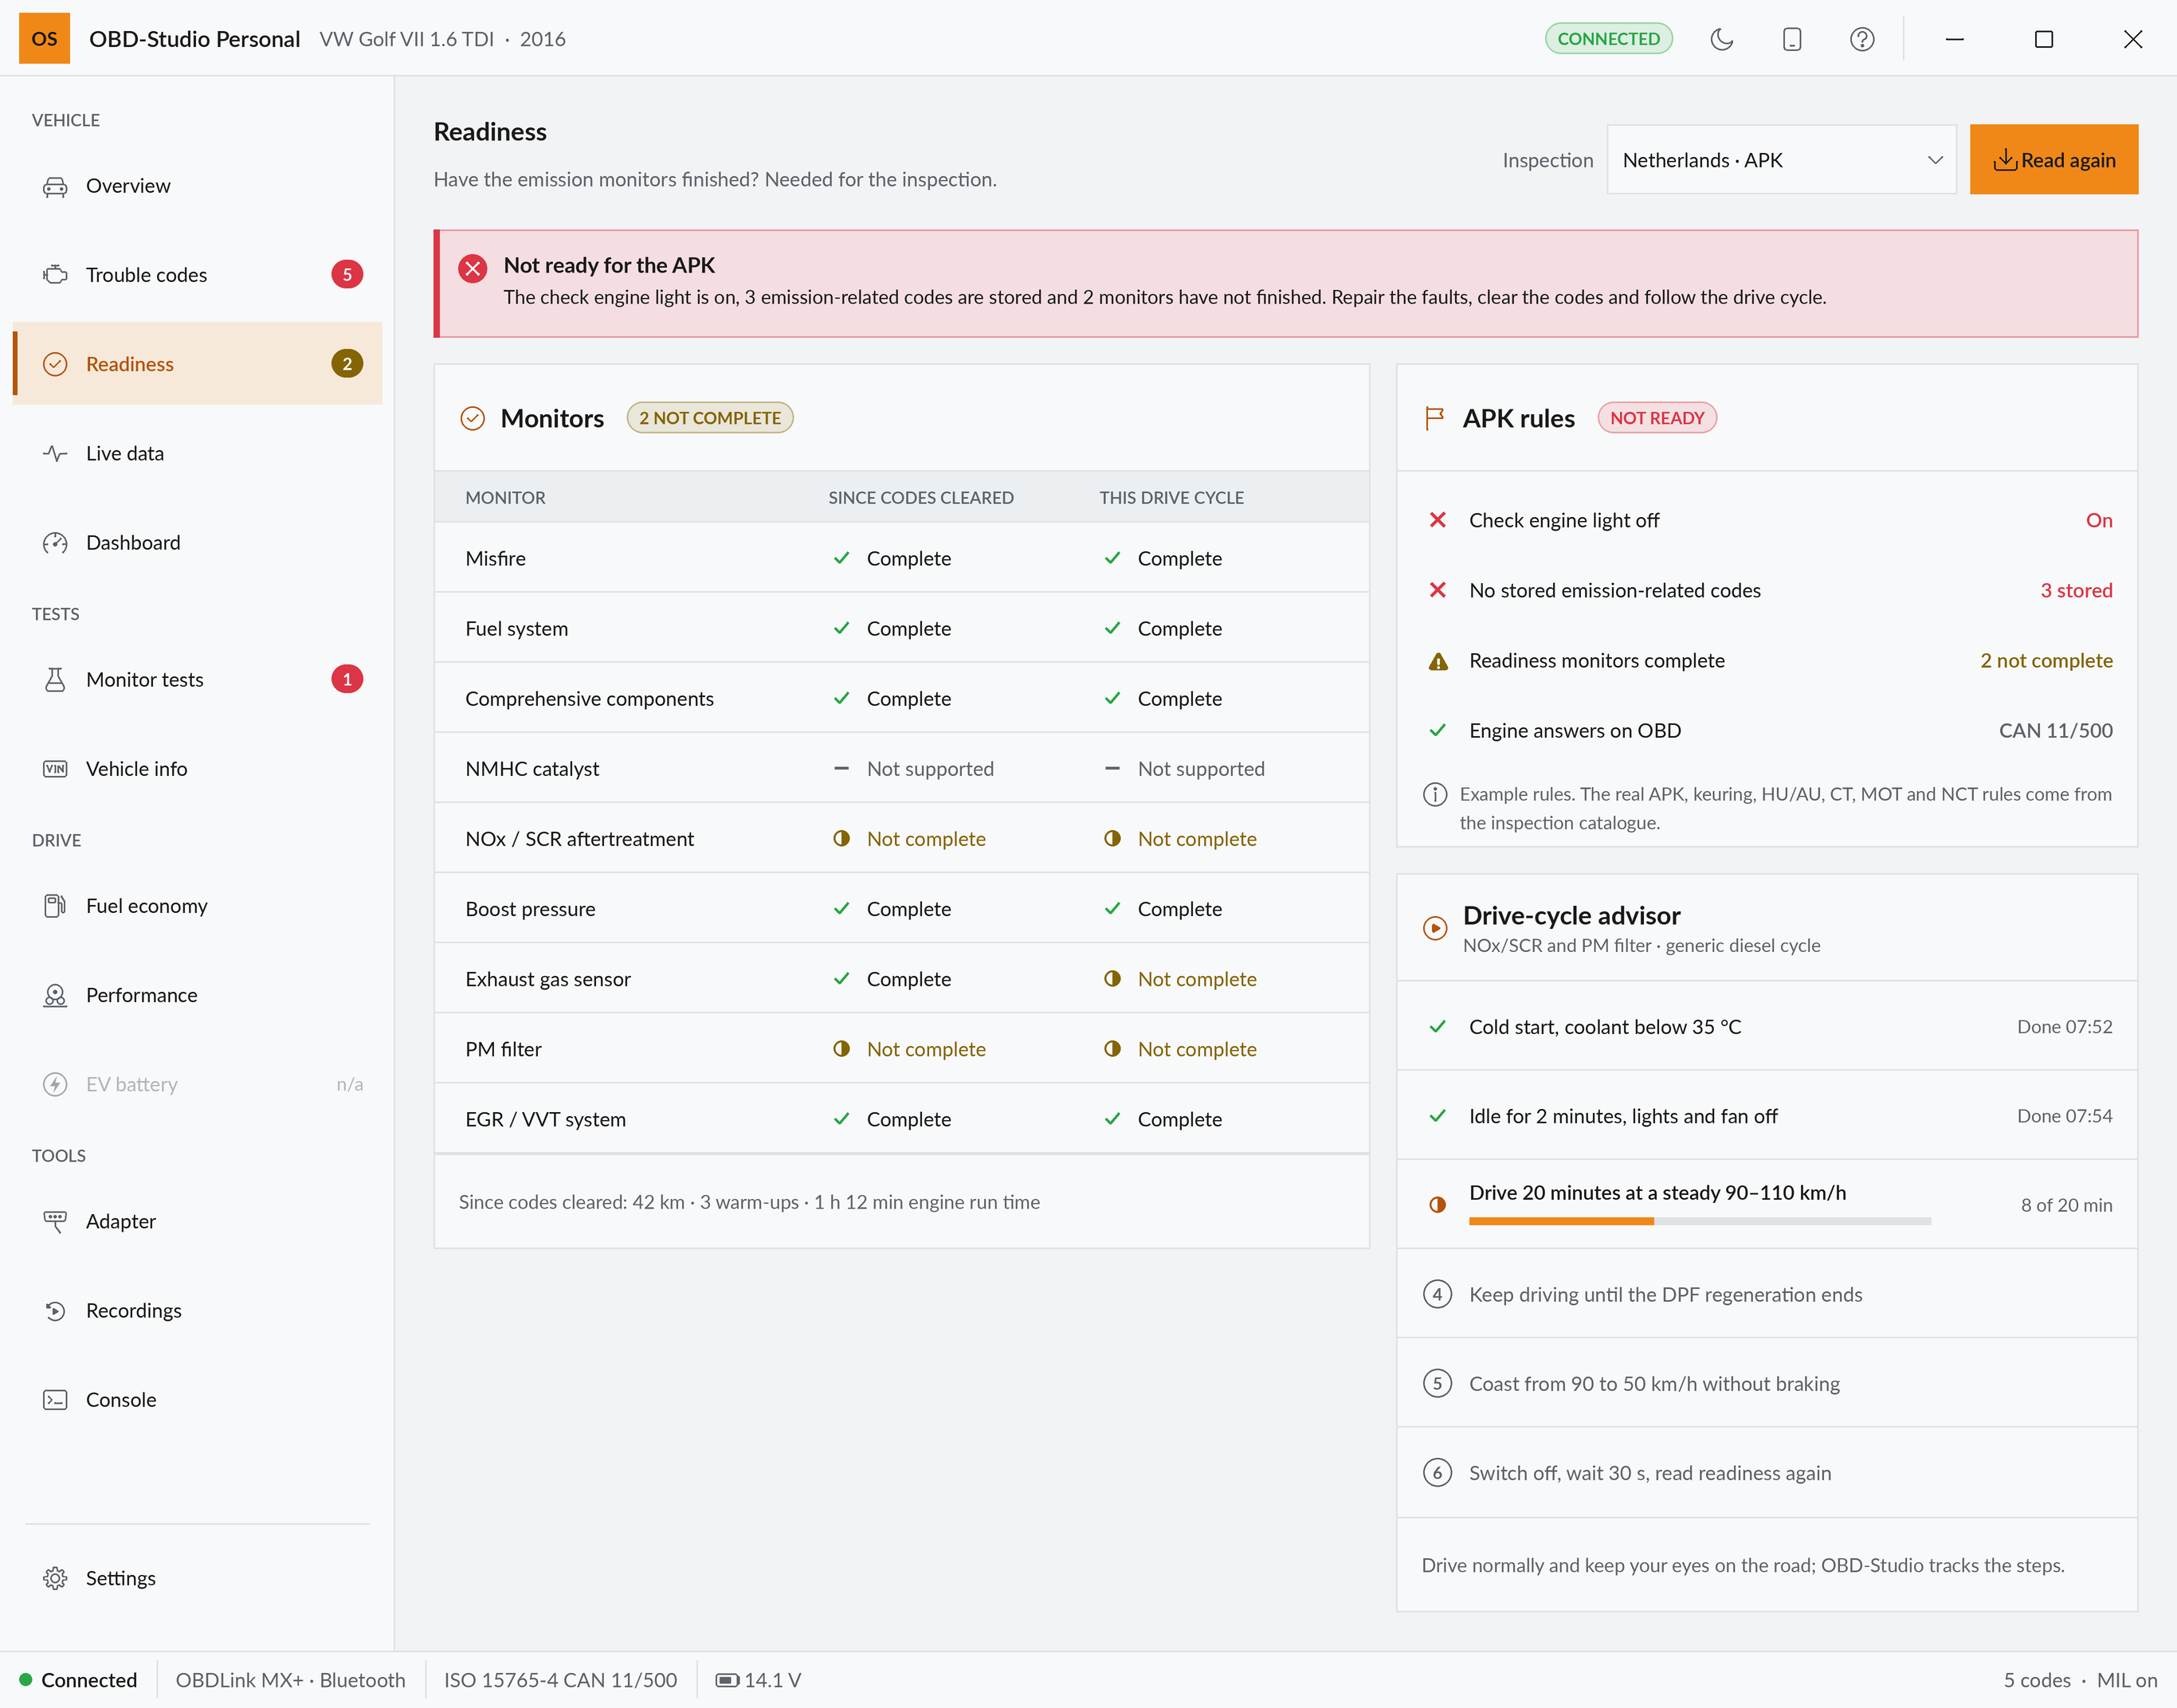 OS OBD-Studio Personal VW Golf VII 1.6 TDI · 2016 CONNECTED
VEHICLE
Overview
Trouble codes 5
Readiness 2
Live data
Dashboard
TESTS
Monitor tests 1
VIN Vehicle info
DRIVE
Fuel economy
Performance
EV battery n/a
TOOLS
Adapter
Recordings
Console
Settings
Readiness
Have the emission monitors finished? Needed for the inspection.
Inspection Netherlands · APK Read again
Not ready for the APK
The check engine light is on, 3 emission-related codes are stored and 2 monitors have not finished. Repair the faults, clear the codes and follow the drive cycle.
Monitors 2 NOT COMPLETE
MONITOR SINCE CODES CLEARED THIS DRIVE CYCLE
Misfire Complete Complete
Fuel system Complete Complete
Comprehensive components Complete Complete
NMHC catalyst Not supported Not supported
NOx / SCR aftertreatment Not complete Not complete
Boost pressure Complete Complete
Exhaust gas sensor Complete Not complete
PM filter Not complete Not complete
EGR / VVT system Complete Complete
Since codes cleared: 42 km · 3 warm-ups · 1 h 12 min engine run time
APK rules NOT READY
Check engine light off On
No stored emission-related codes 3 stored
Readiness monitors complete 2 not complete
Engine answers on OBD CAN 11/500
Example rules. The real APK, keuring, HU/AU, CT, MOT and NCT rules come from
the inspection catalogue.
Drive-cycle advisor
NOx/SCR and PM filter · generic diesel cycle
Cold start, coolant below 35 °C Done 07:52
Idle for 2 minutes, lights and fan off Done 07:54
Drive 20 minutes at a steady 90–110 km/h 8 of 20 min
4 Keep driving until the DPF regeneration ends
5 Coast from 90 to 50 km/h without braking
6 Switch off, wait 30 s, read readiness again
Drive normally and keep your eyes on the road; OBD-Studio tracks the steps.
Connected OBDLink MX+ · Bluetooth ISO 15765-4 CAN 11/500 14.1 V 5 codes · MIL on